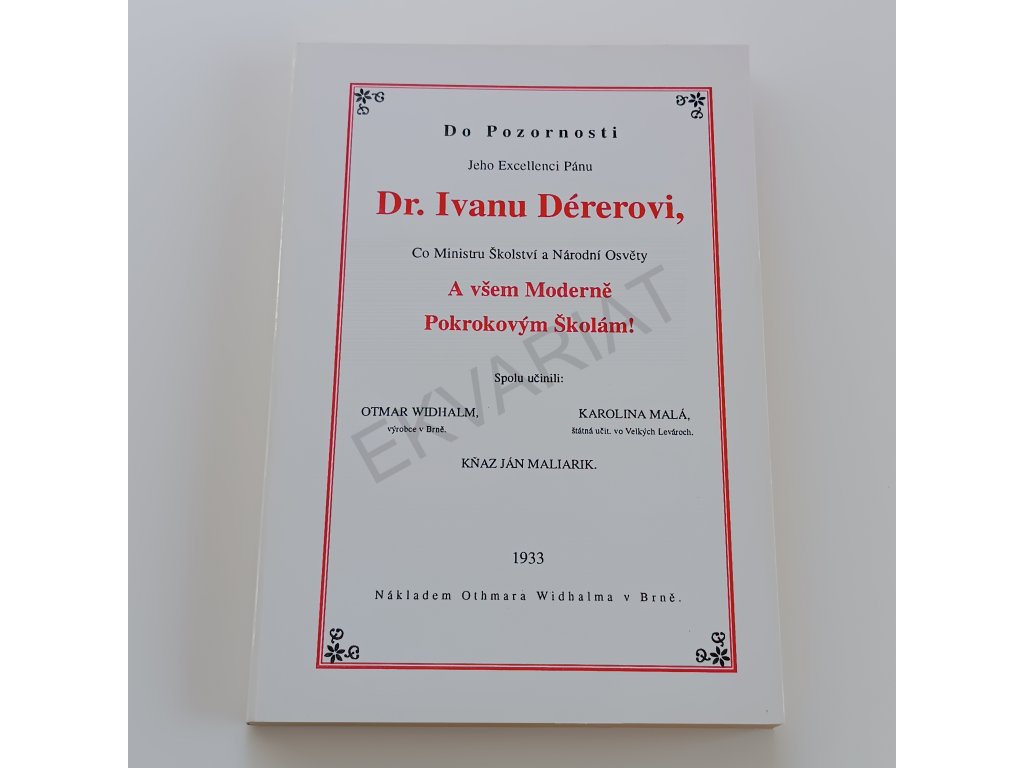 Do Pozornosti
Jeho Excellenci Pánu
Dr. Ivanu Dérerovi,
Co Ministru Školství a Národní Osvěty
A všem Moderně
Pokrokovým Školám!
Spolu učinili:
OTMAR WIDHALM,
výrobce v Brně.
KAROLINA MALÁ,
štátná učit. vo Velkých Levároch.
KŇAZ JÁN MALIARIK.
1933
Nákladem Othmara Widhalma v Brně.
EKVARIAT